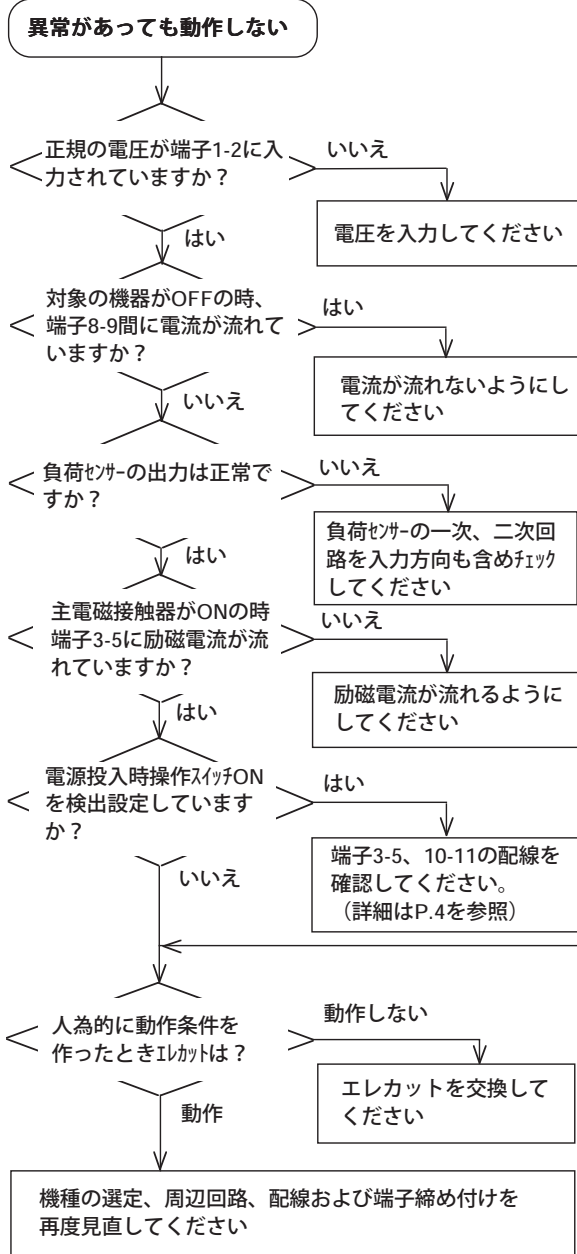 異常があっても動作しない
正規の電圧が端子1-2に入
力されていますか？
いいえ
電圧を入力してください
はい
対象の機器がOFFの時、
端子8-9間に電流が流れて
いますか？
はい
電流が流れないようにし
てください
いいえ
負荷ｾﾝｻｰの出力は正常で
すか？
いいえ
負荷ｾﾝｻｰの一次、二次回
路を入力方向も含めﾁｪｯｸ
してください
はい
主電磁接触器がONの時
端子3-5に励磁電流が流
れていますか？
いいえ
励磁電流が流れるように
してください
はい
電源投入時操作ｽｲｯﾁON
を検出設定しています
か？
はい
端子3-5、10-11の配線を
確認してください。
（詳細はP.4を参照）
いいえ
人為的に動作条件を
作ったときｴﾚｶｯﾄは？
動作しない
エレカットを交換して
ください
動作
機種の選定、周辺回路、配線および端子締め付けを
再度見直してください